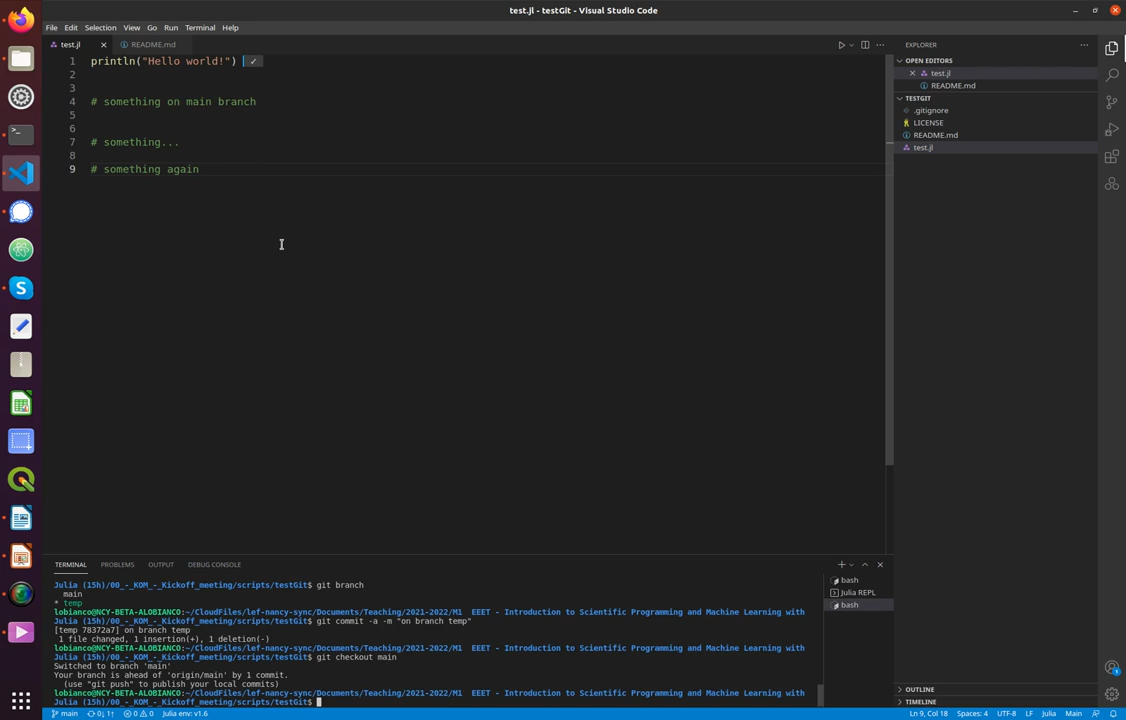 test.jl - testGit - Visual Studio Code
File Edit Selection View Go Run Terminal Help
test.jl README.md
EXPLORER
OPEN EDITORS
test.jl
README.md
TESTGIT
.gitignore
LICENSE
README.md
test.jl
1 println("Hello world!") ✓
2
3
4 # something on main branch
5
6
7 # something...
8
9 # something again
TERMINAL PROBLEMS OUTPUT DEBUG CONSOLE
bash
Julia REPL
bash
Julia (15h)/00_-_KOM_-_Kickoff_meeting/scripts/testGit$ git branch
main
* temp
lobianco@NCY-BETA-ALOBIANCO:~/CloudFiles/lef-nancy-sync/Documents/Teaching/2021-2022/M1 EEET - Introduction to Scientific Programming and Machine Learning with
Julia (15h)/00_-_KOM_-_Kickoff_meeting/scripts/testGit$ git commit -a -m "on branch temp"
[temp 78372a7] on branch temp
1 file changed, 1 insertion(+), 1 deletion(-)
lobianco@NCY-BETA-ALOBIANCO:~/CloudFiles/lef-nancy-sync/Documents/Teaching/2021-2022/M1 EEET - Introduction to Scientific Programming and Machine Learning with
Julia (15h)/00_-_KOM_-_Kickoff_meeting/scripts/testGit$ git checkout main
Switched to branch 'main'
Your branch is ahead of 'origin/main' by 1 commit.
(use "git push" to publish your local commits)
lobianco@NCY-BETA-ALOBIANCO:~/CloudFiles/lef-nancy-sync/Documents/Teaching/2021-2022/M1 EEET - Introduction to Scientific Programming and Machine Learning with
Julia (15h)/00_-_KOM_-_Kickoff_meeting/scripts/testGit$
OUTLINE
TIMELINE
main 0↓ 1↑ 0 0 Julia env: v1.6
Ln 9, Col 18 Spaces: 4 UTF-8 LF Julia Main